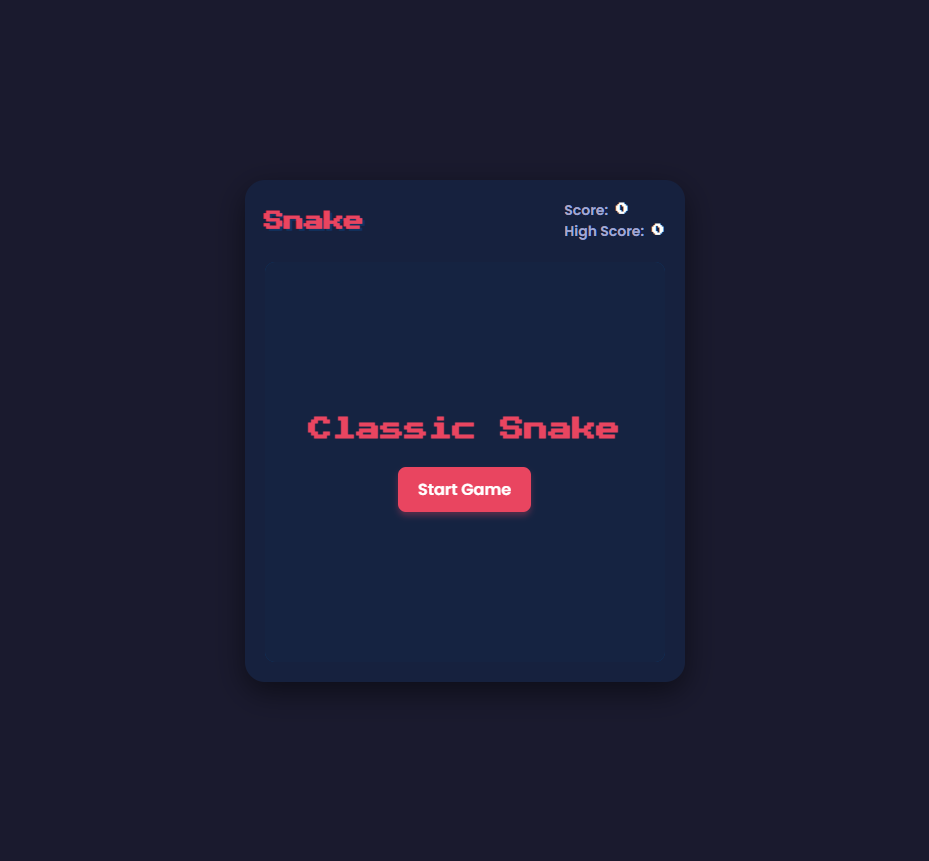 Snake
Score: 0
High Score: 0
Classic Snake
Start Game